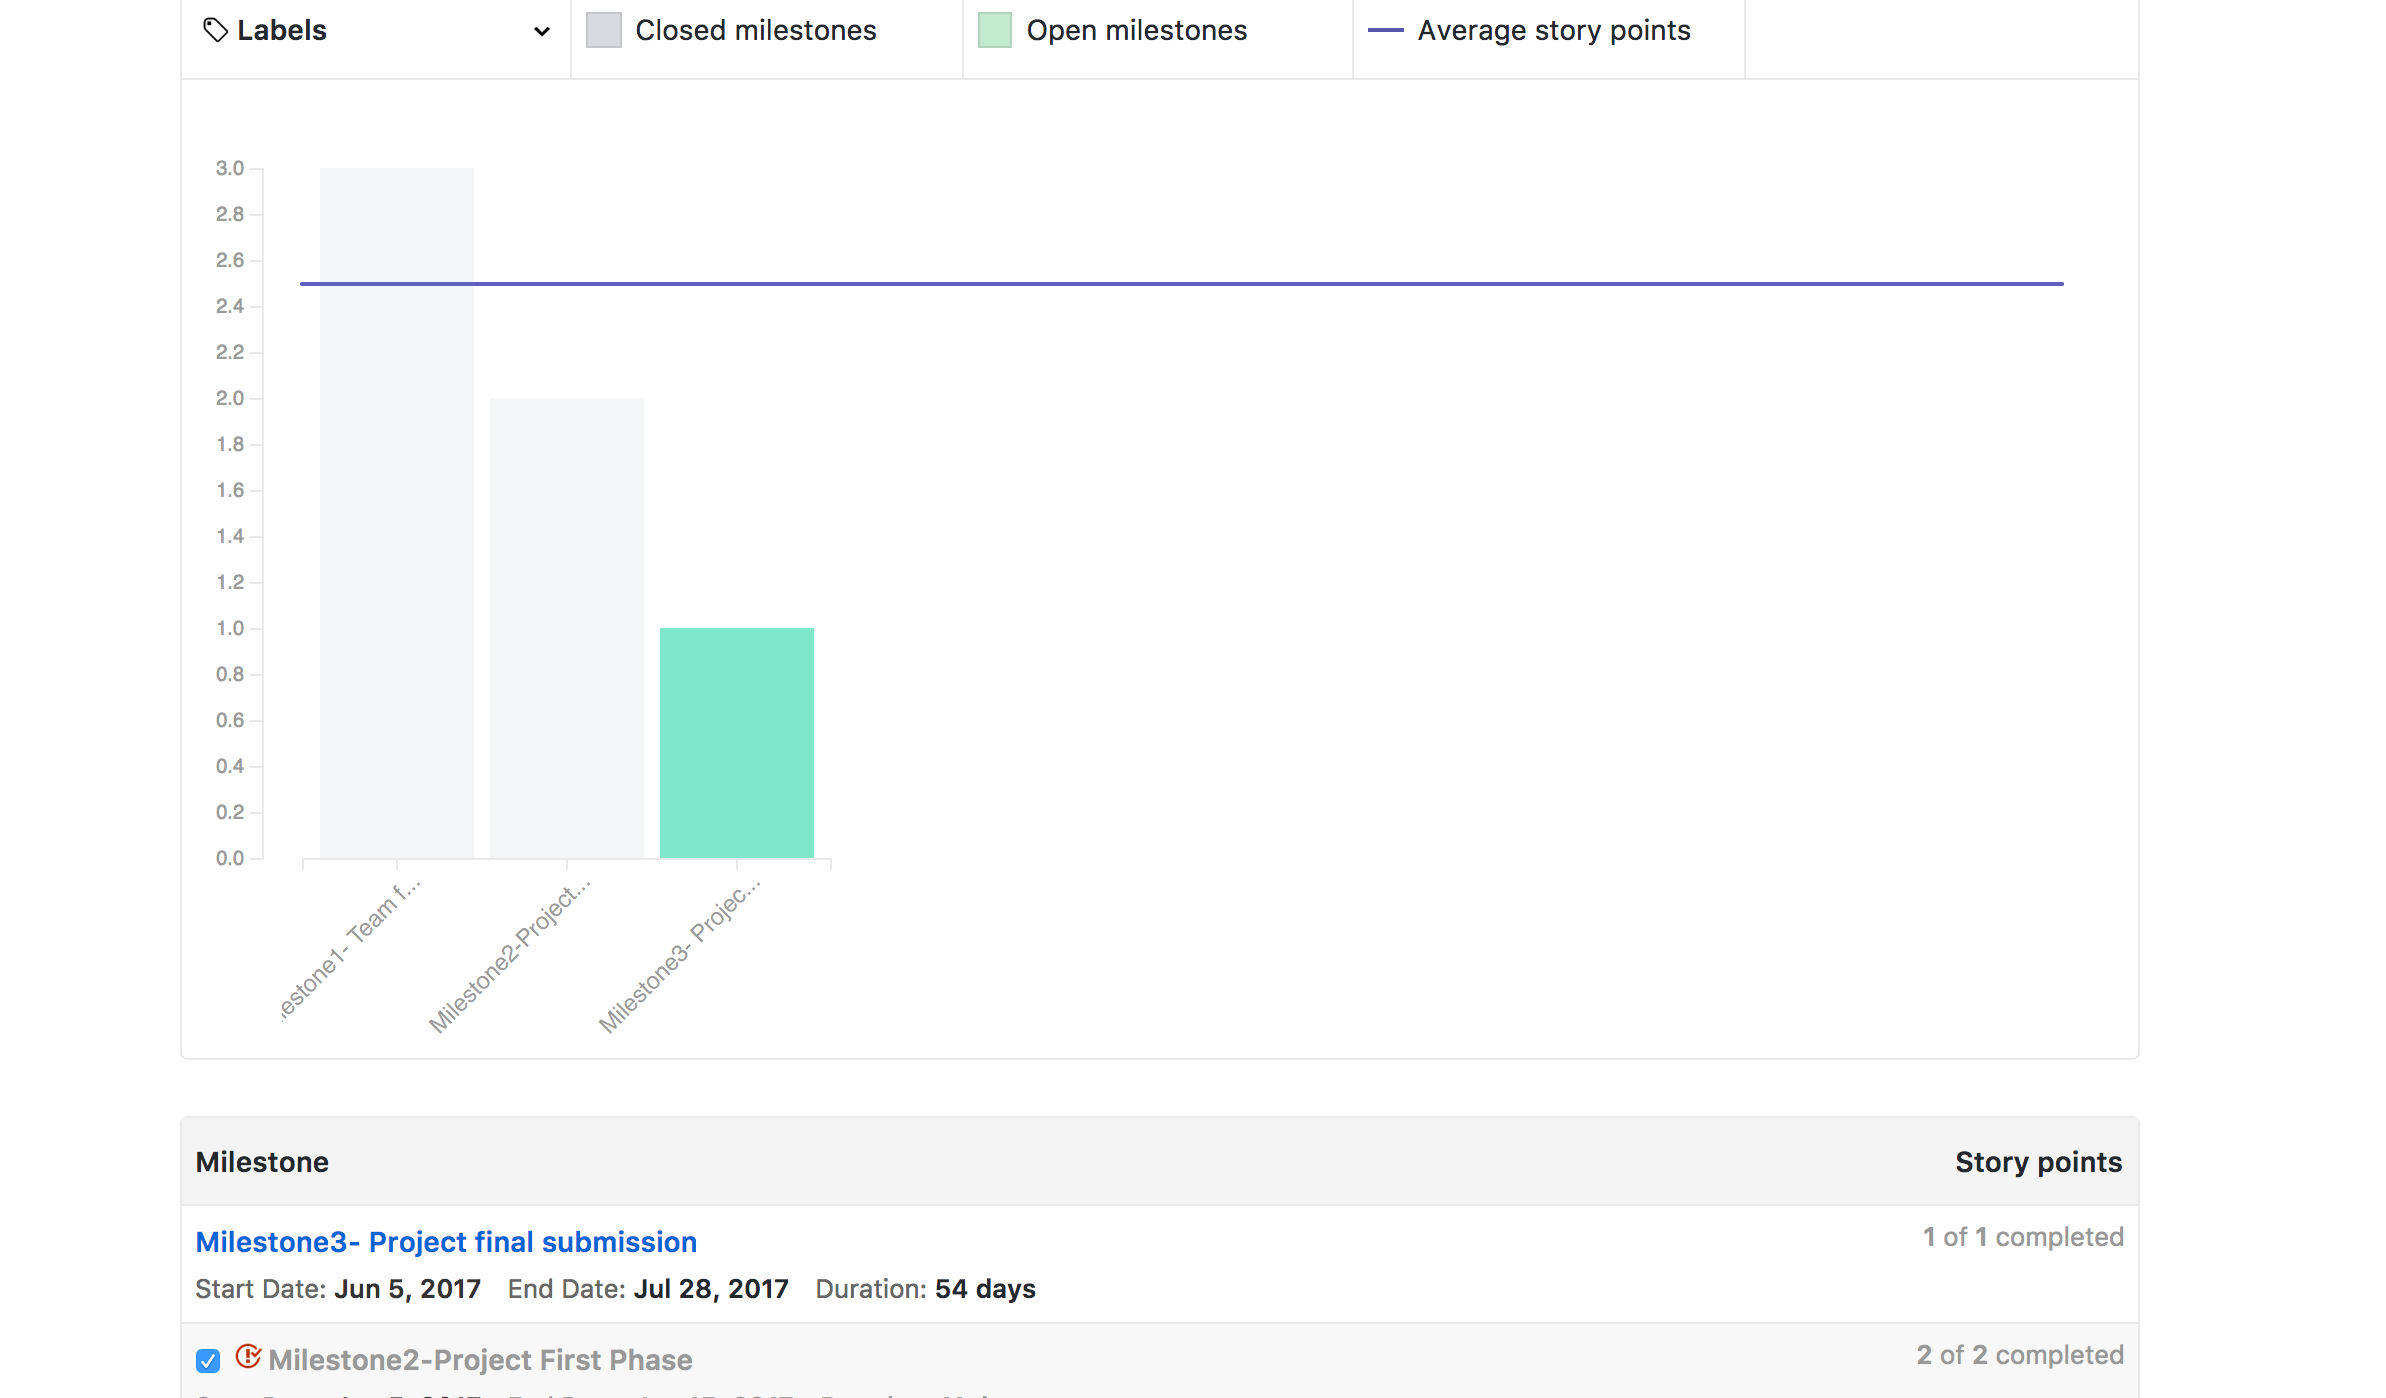 Labels
Closed milestones
Open milestones
Average story points
3.0
2.8
2.6
2.4
2.2
2.0
1.8
1.6
1.4
1.2
1.0
0.8
0.6
0.4
0.2
0.0
estone1- Team f...
Milestone2-Project...
Milestone3- Projec...
Milestone Story points
Milestone3- Project final submission 1 of 1 completed
Start Date: Jun 5, 2017 End Date: Jul 28, 2017 Duration: 54 days
Milestone2-Project First Phase 2 of 2 completed